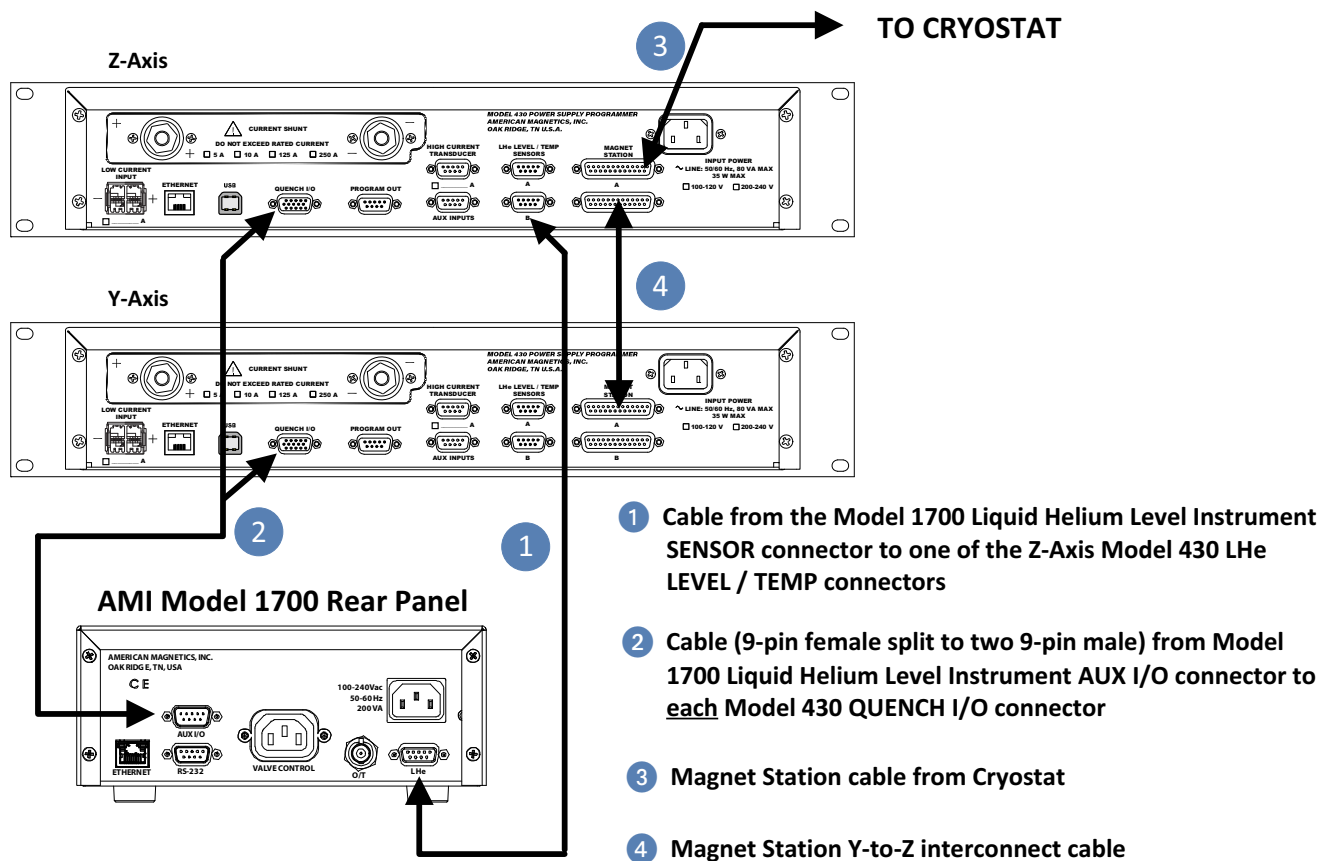 TO CRYOSTAT
3
Z-Axis
+
−
CURRENT SHUNT
DO NOT EXCEED RATED CURRENT
+ 5 A 10 A 125 A 250 A −
MODEL 430 POWER SUPPLY PROGRAMMER
AMERICAN MAGNETICS, INC.
OAK RIDGE, TN U.S.A.
HIGH CURRENT
TRANSDUCER
LHe LEVEL / TEMP
SENSORS
MAGNET
STATION
INPUT POWER
~ LINE: 50/60 Hz, 80 VA MAX
35 W MAX
100-120 V 200-240 V
LOW CURRENT
INPUT
− +
ETHERNET
USB
QUENCH I/O
PROGRAM OUT
______ A
A
A
______ A
AUX INPUTS
B
4
Y-Axis
+
−
CURRENT SHUNT
DO NOT EXCEED RATED CURRENT
+ 5 A 10 A 125 A 250 A −
MODEL 430 POWER SUPPLY PROGRAMMER
AMERICAN MAGNETICS, INC.
OAK RIDGE, TN U.S.A.
HIGH CURRENT
TRANSDUCER
LHe LEVEL / TEMP
SENSORS
STATION
INPUT POWER
~ LINE: 50/60 Hz, 80 VA MAX
35 W MAX
100-120 V 200-240 V
LOW CURRENT
INPUT
− +
ETHERNET
USB
QUENCH I/O
PROGRAM OUT
______ A
A
A
______ A
AUX INPUTS
B
B
2
1
1 Cable from the Model 1700 Liquid Helium Level Instrument
SENSOR connector to one of the Z-Axis Model 430 LHe
LEVEL / TEMP connectors
2 Cable (9-pin female split to two 9-pin male) from Model
1700 Liquid Helium Level Instrument AUX I/O connector to
each Model 430 QUENCH I/O connector
3 Magnet Station cable from Cryostat
4 Magnet Station Y-to-Z interconnect cable
AMI Model 1700 Rear Panel
AMERICAN MAGNETICS, INC.
OAK RIDGE, TN, USA
CE
100-240Vac
50-60 Hz
200 VA
AUX I/O
ETHERNET
RS-232
VALVE CONTROL
O/T
LHe